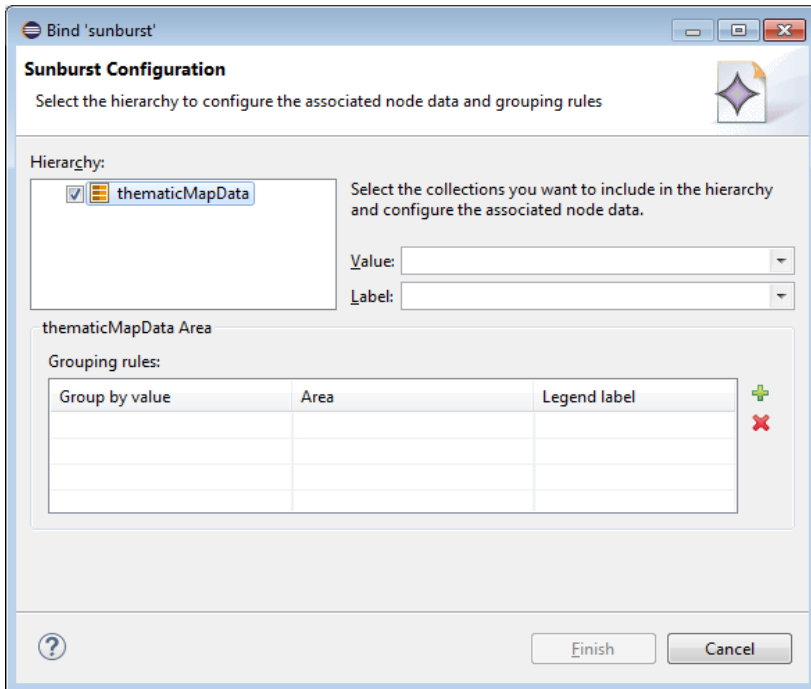 Bind 'sunburst'
Sunburst Configuration
Select the hierarchy to configure the associated node data and grouping rules
Hierarchy:
thematicMapData
Select the collections you want to include in the hierarchy
and configure the associated node data.
Value:
Label:
thematicMapData Area
Grouping rules:
Group by value Area Legend label
? Finish Cancel